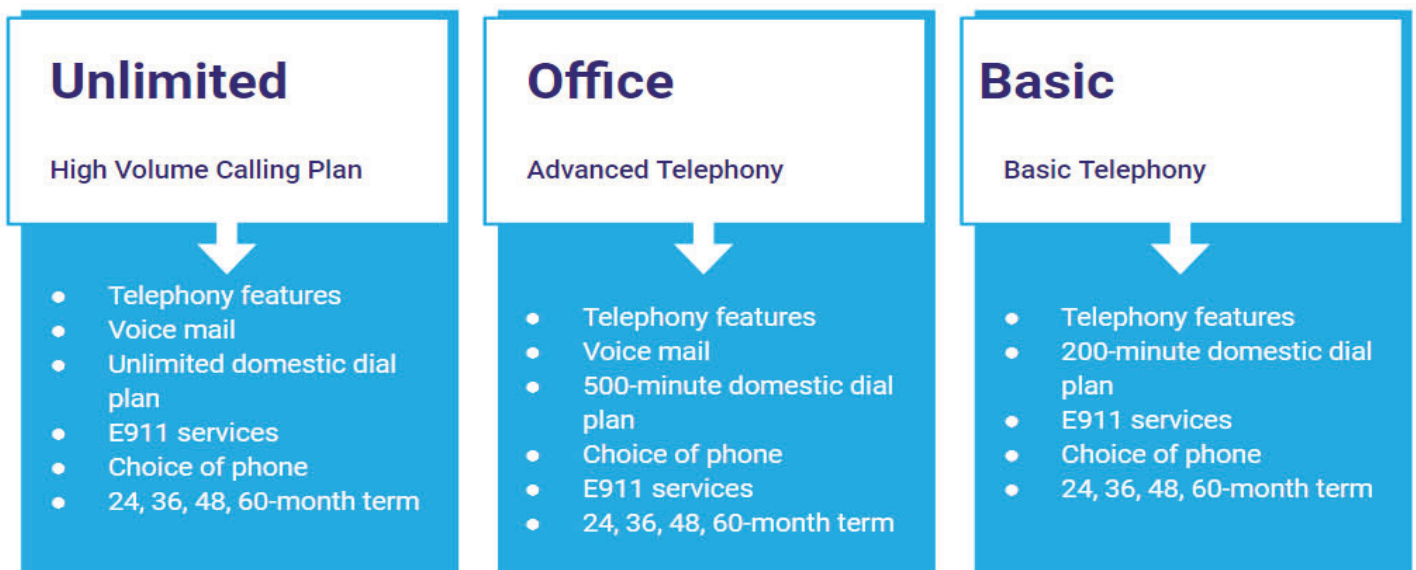 Unlimited
High Volume Calling Plan
● Telephony features
● Voice mail
● Unlimited domestic dial
plan
● E911 services
● Choice of phone
● 24, 36, 48, 60-month term
Office
Advanced Telephony
● Telephony features
● Voice mail
● 500-minute domestic dial
plan
● Choice of phone
● E911 services
● 24, 36, 48, 60-month term
Basic
Basic Telephony
● Telephony features
● 200-minute domestic dial
plan
● E911 services
● Choice of phone
● 24, 36, 48, 60-month term